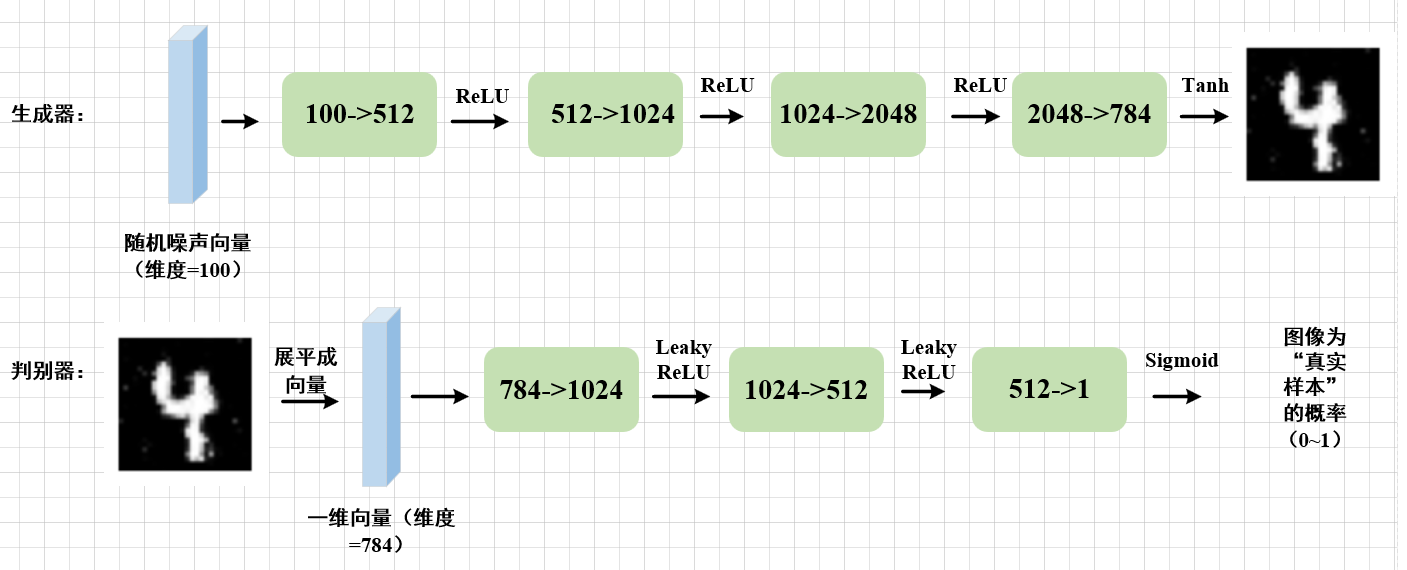 生成器：
100->512
ReLU
512->1024
ReLU
1024->2048
ReLU
2048->784
Tanh
随机噪声向量
（维度=100）
判别器：
展平成
向量
784->1024
Leaky
ReLU
1024->512
Leaky
ReLU
512->1
Sigmoid
图像为
“真实
样本”
的概率
（0~1）
一维向量（维度
=784）